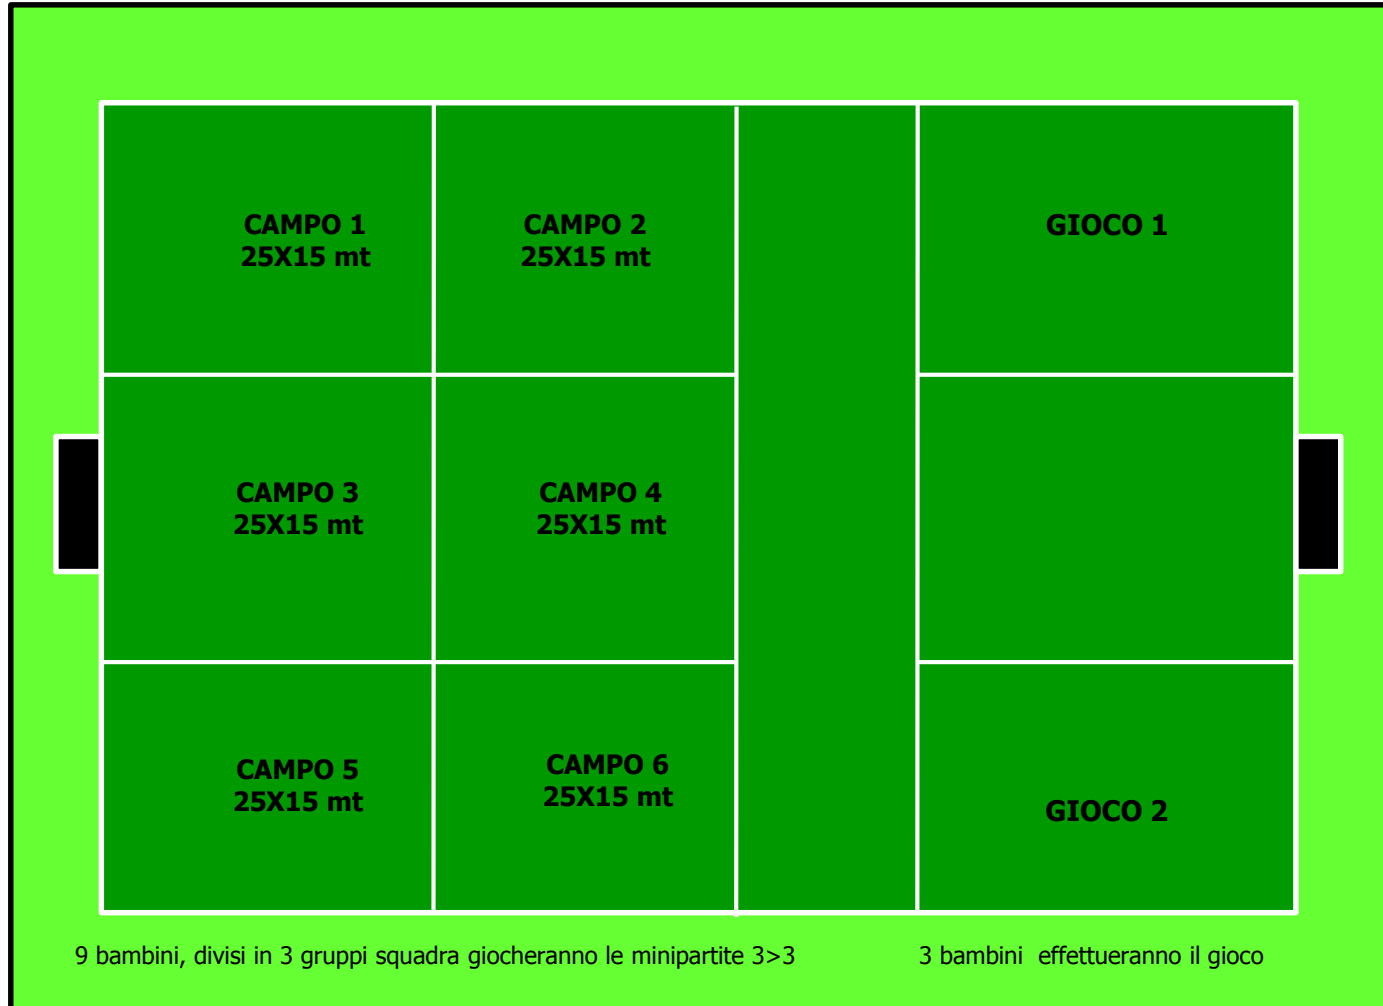 CAMPO 1
25X15 mt
CAMPO 2
25X15 mt
GIOCO 1
CAMPO 3
25X15 mt
CAMPO 4
25X15 mt
CAMPO 5
25X15 mt
CAMPO 6
25X15 mt
GIOCO 2
9 bambini, divisi in 3 gruppi squadra giocheranno le minipartite 3>3
3 bambini  effettueranno il gioco